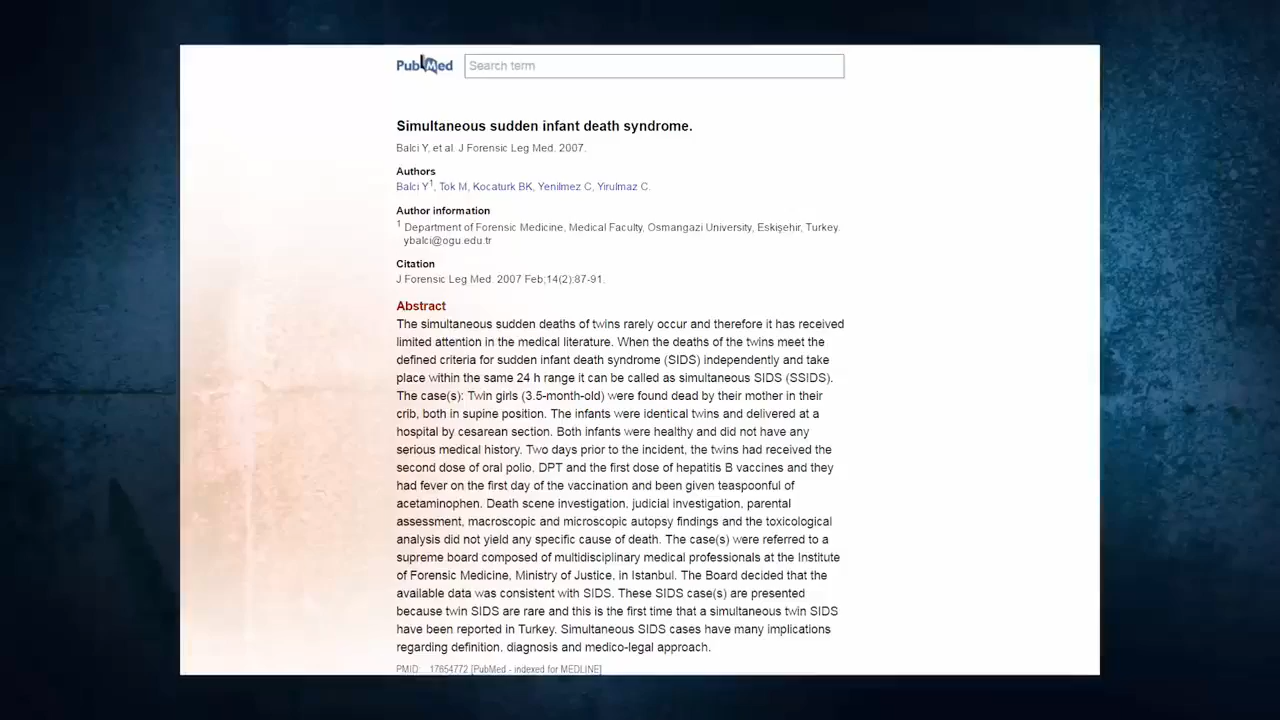 PubMed
Search term
Simultaneous sudden infant death syndrome.
Balci Y, et al. J Forensic Leg Med. 2007.
Authors
Balci Y1, Tok M, Kocaturk BK, Yenilmez C, Yirulmaz C.
Author information
1 Department of Forensic Medicine, Medical Faculty, Osmangazi University, Eskişehir, Turkey.
ybalci@ogu.edu.tr
Citation
J Forensic Leg Med. 2007 Feb;14(2):87-91.
Abstract
The simultaneous sudden deaths of twins rarely occur and therefore it has received
limited attention in the medical literature. When the deaths of the twins meet the
defined criteria for sudden infant death syndrome (SIDS) independently and take
place within the same 24 h range it can be called as simultaneous SIDS (SSIDS).
The case(s): Twin girls (3.5-month-old) were found dead by their mother in their
crib, both in supine position. The infants were identical twins and delivered at a
hospital by cesarean section. Both infants were healthy and did not have any
serious medical history. Two days prior to the incident, the twins had received the
second dose of oral polio, DPT and the first dose of hepatitis B vaccines and they
had fever on the first day of the vaccination and been given teaspoonful of
acetaminophen. Death scene investigation, judicial investigation, parental
assessment, macroscopic and microscopic autopsy findings and the toxicological
analysis did not yield any specific cause of death. The case(s) were referred to a
supreme board composed of multidisciplinary medical professionals at the Institute
of Forensic Medicine, Ministry of Justice, in Istanbul. The Board decided that the
available data was consistent with SIDS. These SIDS case(s) are presented
because twin SIDS are rare and this is the first time that a simultaneous twin SIDS
have been reported in Turkey. Simultaneous SIDS cases have many implications
regarding definition, diagnosis and medico-legal approach.
PMID: 17654772 [PubMed - indexed for MEDLINE]